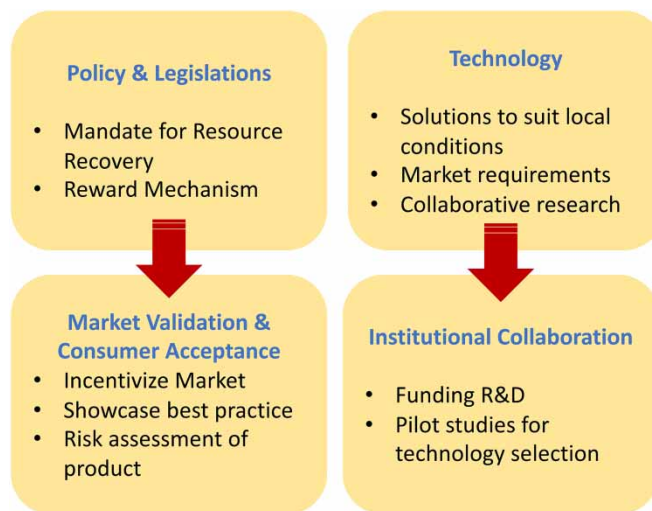 Policy & Legislations
• Mandate for Resource
Recovery
• Reward Mechanism
Technology
• Solutions to suit local
conditions
• Market requirements
• Collaborative research
Market Validation &
Consumer Acceptance
• Incentivize Market
• Showcase best practice
• Risk assessment of
product
Institutional Collaboration
• Funding R&D
• Pilot studies for
technology selection